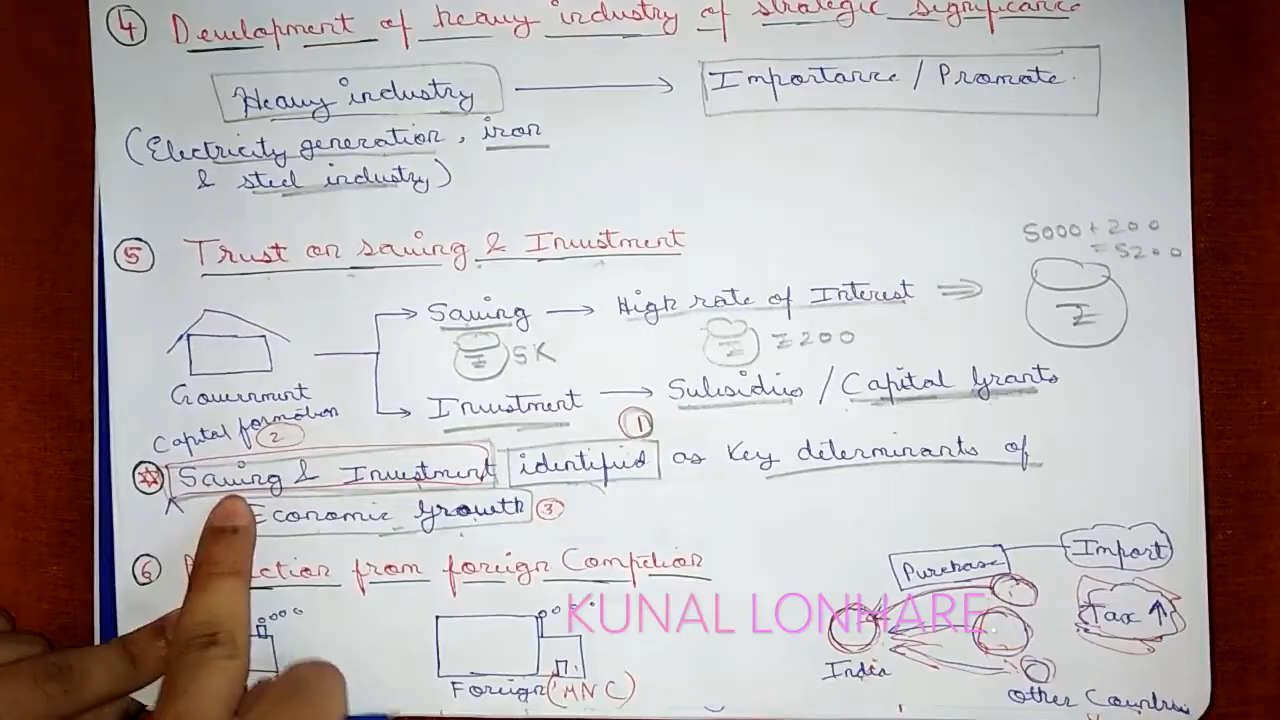 ④ Development of heavy industry of strategic significance
Heavy industry → Importance / Promote
(Electricity generation, iron
& steel industry)
⑤ Trust on saving & Investment
5000 + 200
= 5200
Saving → High rate of Interest ⇒
5K
200
Government
Investment → Subsidies / Capital Grants
Capital formation
② ①
Saving & Investment identified as key determinants of
Economic Growth ③
⑥ from foreign Compition
Purchase
Import
Tax ↑
KUNAL LONHARE
India
Foreign (MNC)
Other Countries